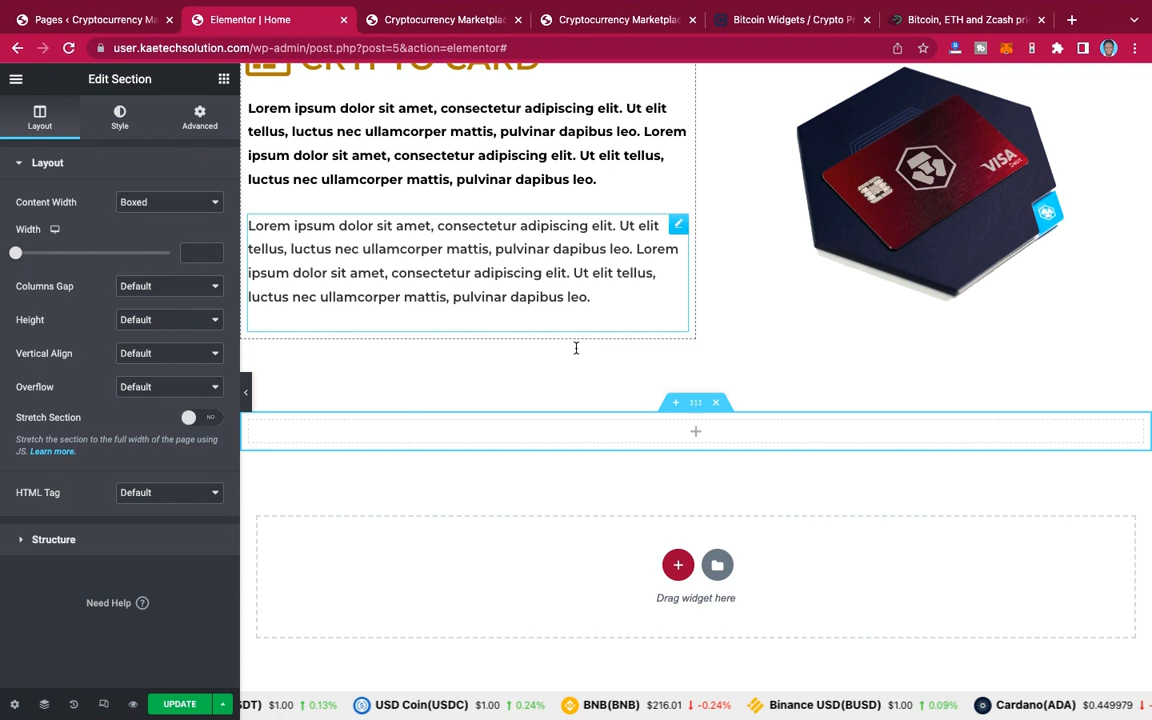 Pages ‹ Cryptocurrency Ma
Elementor | Home
Cryptocurrency Marketplac
Cryptocurrency Marketplac
Bitcoin Widgets / Crypto Pr
Bitcoin, ETH and Zcash pri
user.kaetechsolution.com/wp-admin/post.php?post=5&action=elementor#
Edit Section
Layout
Style
Advanced
Layout
Content Width
Boxed
Width
Columns Gap
Default
Height
Default
Vertical Align
Default
Overflow
Default
Stretch Section
NO
Stretch the section to the full width of the page using
JS. Learn more.
HTML Tag
Default
Structure
Need Help
UPDATE
CRYPTO CARD
Lorem ipsum dolor sit amet, consectetur adipiscing elit. Ut elit
tellus, luctus nec ullamcorper mattis, pulvinar dapibus leo. Lorem
ipsum dolor sit amet, consectetur adipiscing elit. Ut elit tellus,
luctus nec ullamcorper mattis, pulvinar dapibus leo.
Lorem ipsum dolor sit amet, consectetur adipiscing elit. Ut elit
tellus, luctus nec ullamcorper mattis, pulvinar dapibus leo. Lorem
ipsum dolor sit amet, consectetur adipiscing elit. Ut elit tellus,
luctus nec ullamcorper mattis, pulvinar dapibus leo.
VISA
DEBIT
Drag widget here
DT) $1.00 ↑ 0.13% USD Coin(USDC) $1.00 ↑ 0.24% BNB(BNB) $216.01 ↓ -0.24% Binance USD(BUSD) $1.00 ↑ 0.09% Cardano(ADA) $0.449979 ↓ -